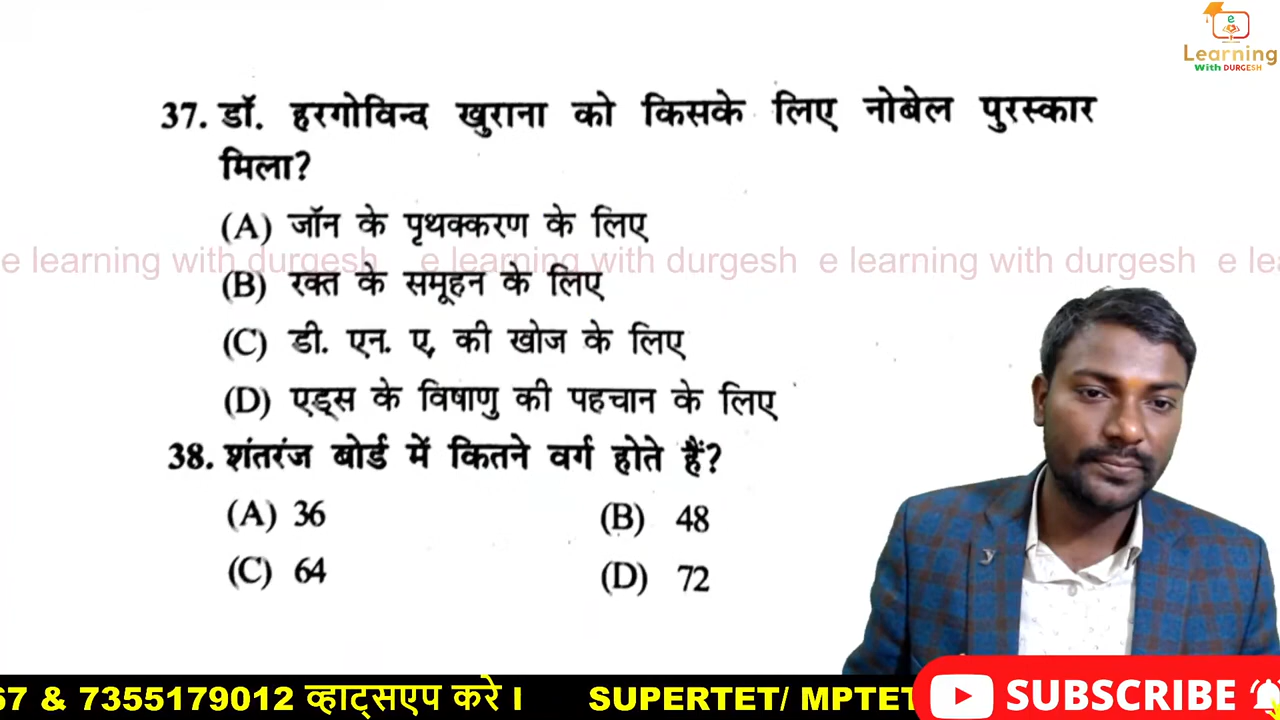 e
Learning
With DURGESH
37. डॉ. हरगोविन्द खुराना को किसके लिए नोबेल पुरस्कार
मिला?
(A) जॉन के पृथक्करण के लिए
e learning with durgesh e learning with durgesh e learning with durgesh e le
(B) रक्त के समूहन के लिए
(C) डी. एन. ए. की खोज के लिए
(D) एड्स के विषाणु की पहचान के लिए
38. शंतरंज बोर्ड में कितने वर्ग होते हैं?
(A) 36 (B) 48
(C) 64 (D) 72
67 & 7355179012 व्हाट्सएप करे I SUPERTET/ MPTET
SUBSCRIBE